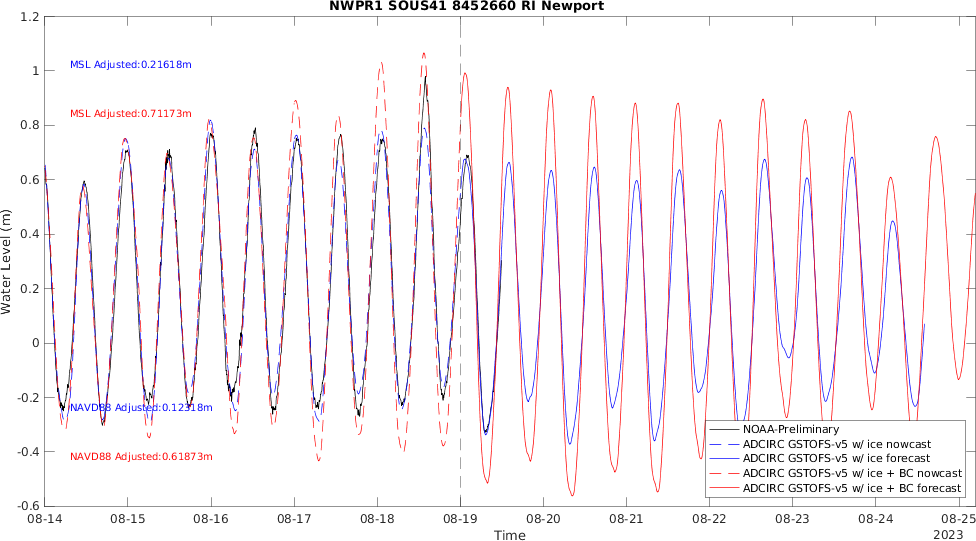 NWPR1 SOUS41 8452660 RI Newport
1.2
1
0.8
0.6
0.4
0.2
0
-0.2
-0.4
-0.6
Water Level (m)
MSL Adjusted:0.21618m
MSL Adjusted:0.71173m
NAVD88 Adjusted:0.12318m
NAVD88 Adjusted:0.61873m
NOAA-Preliminary
ADCIRC GSTOFS-v5 w/ ice nowcast
ADCIRC GSTOFS-v5 w/ ice forecast
ADCIRC GSTOFS-v5 w/ ice + BC nowcast
ADCIRC GSTOFS-v5 w/ ice + BC forecast
08-14 08-15 08-16 08-17 08-18 08-19 08-20 08-21 08-22 08-23 08-24 08-25
Time
2023